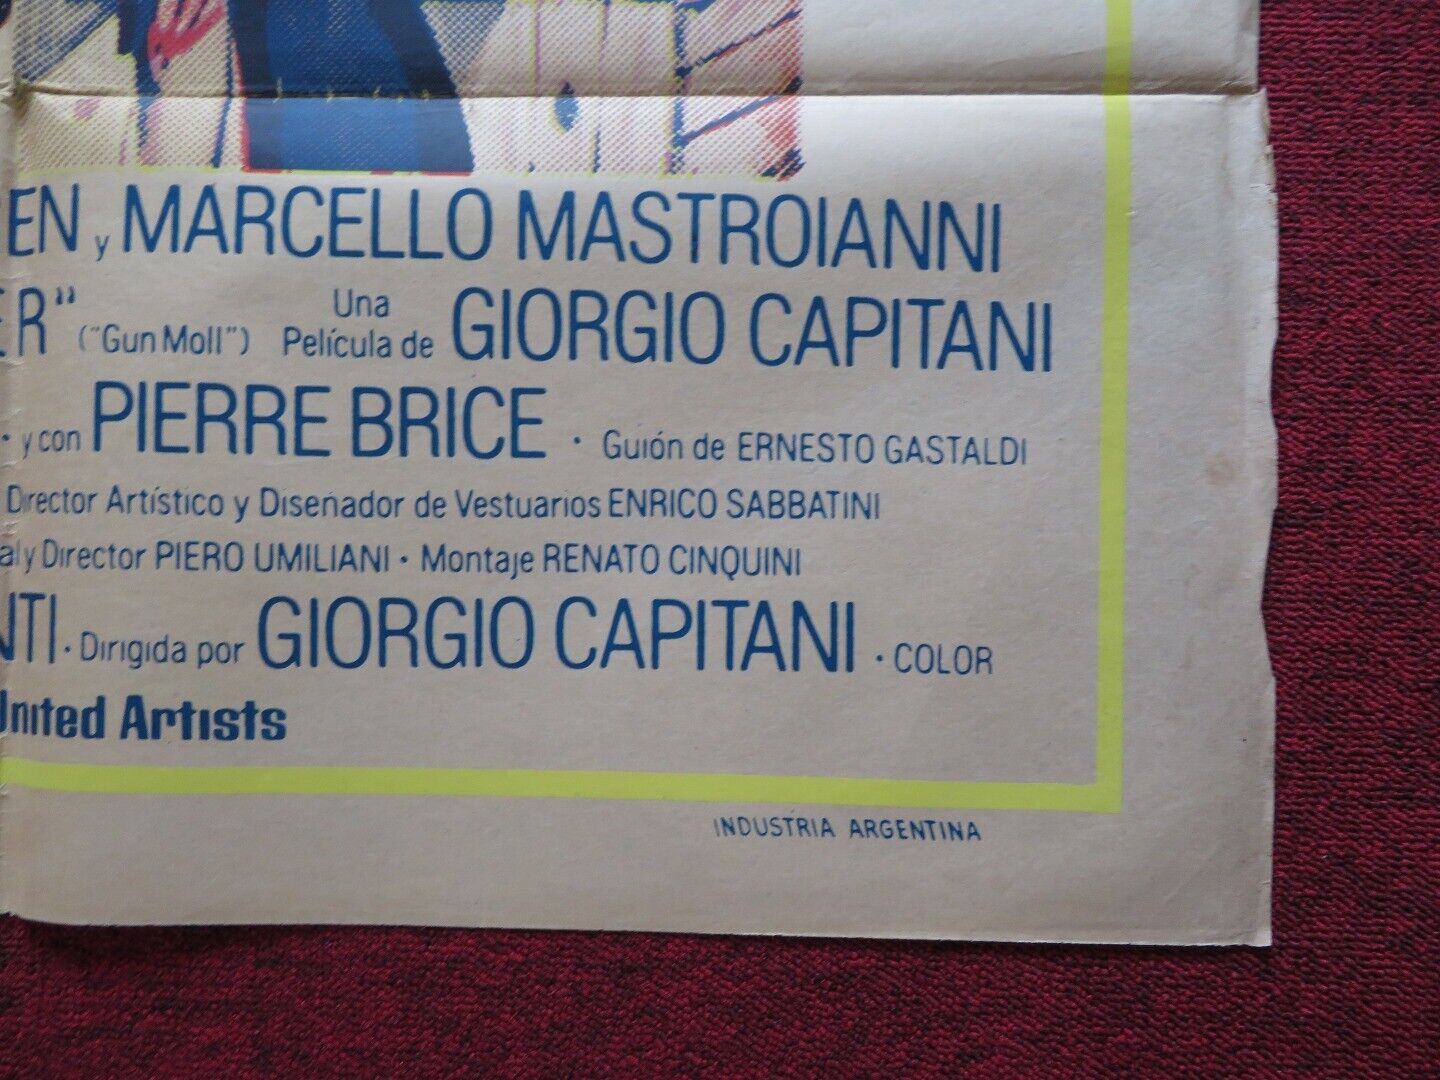 EN y MARCELLO MASTROIANNI
ER" ("Gun Moll") Una Película de GIORGIO CAPITANI
· y con PIERRE BRICE · Guión de ERNESTO GASTALDI
Director Artístico y Diseñador de Vestuarios ENRICO SABBATINI
al y Director PIERO UMILIANI · Montaje RENATO CINQUINI
NTI · Dirigida por GIORGIO CAPITANI · COLOR
United Artists
INDUSTRIA ARGENTINA